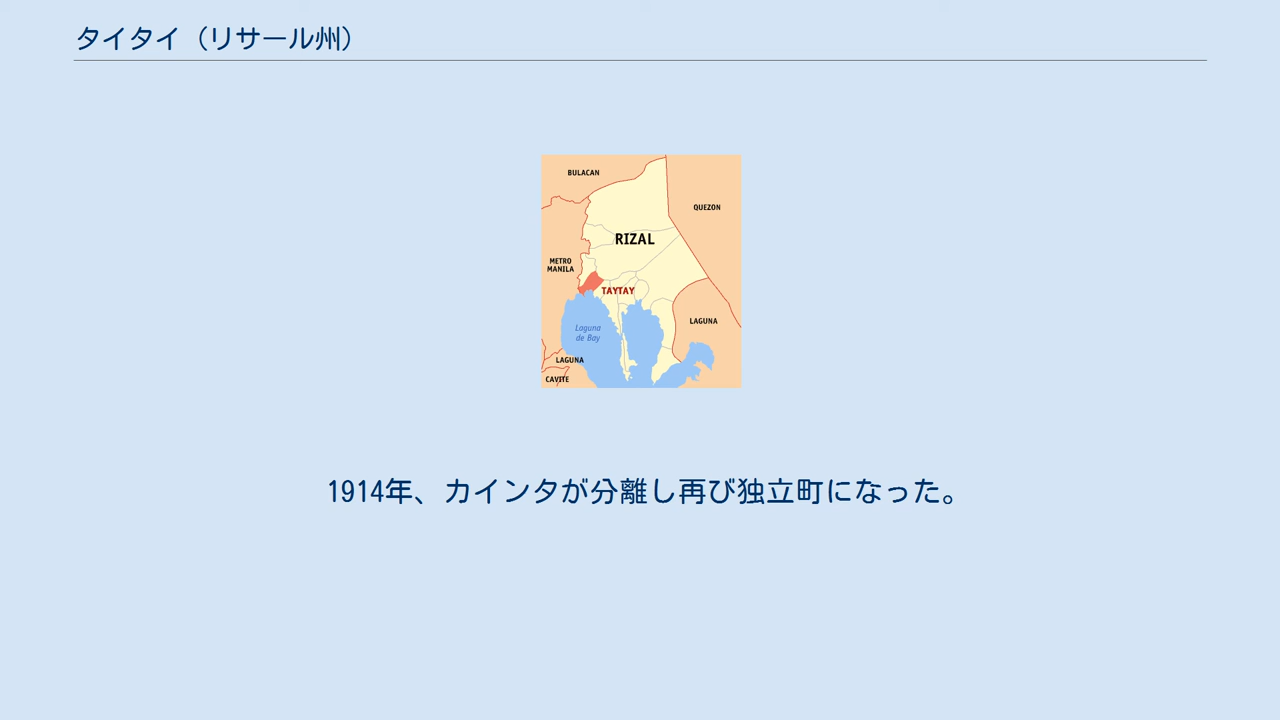 タイタイ（リサール州）
BULACAN
QUEZON
RIZAL
METRO
MANILA
TAYTAY
LAGUNA
Laguna
de Bay
LAGUNA
CAVITE
1914年、カインタが分離し再び独立町になった。